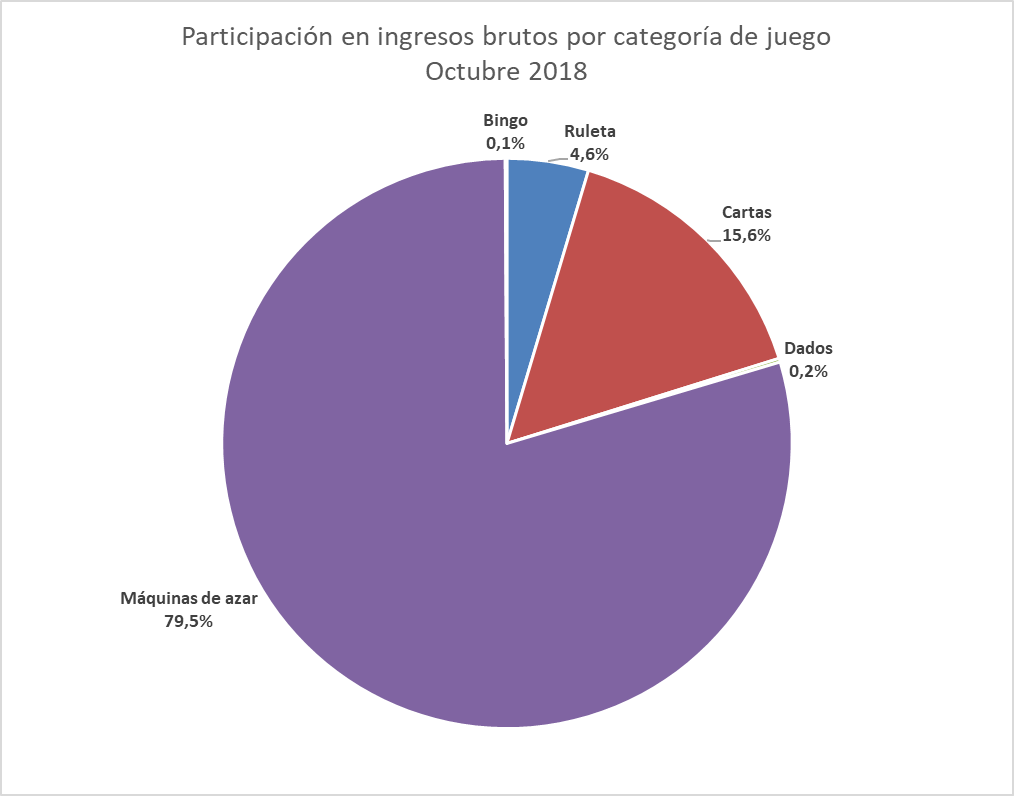 Participación en ingresos brutos por categoría de juego
Octubre 2018
Bingo
0,1%
Ruleta
4,6%
Cartas
15,6%
Dados
0,2%
Máquinas de azar
79,5%